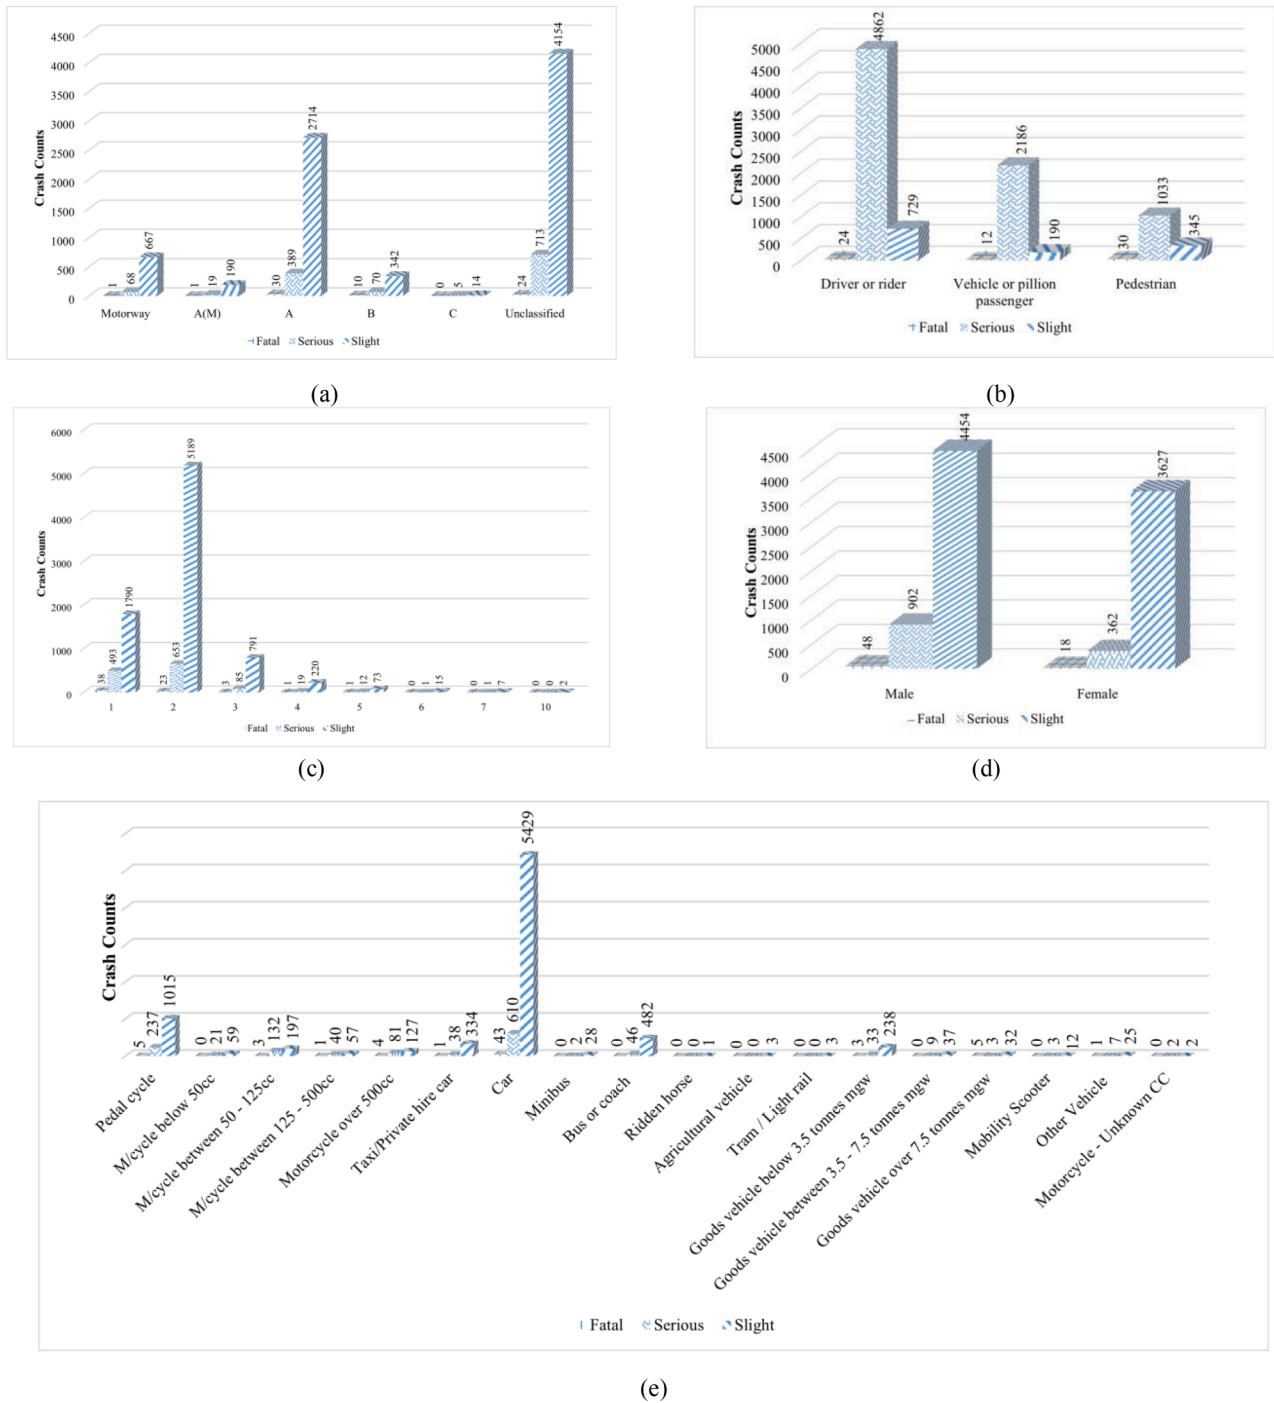 4500
4000
3500
3000
2500
2000
1500
1000
500
0
Crash Counts
1 68 667
1 19 190
30 389 2714
10 70 342
0 5 14
24 713 4154
Motorway A(M) A B C Unclassified
Fatal Serious Slight
(a)
5000
4500
4000
3500
3000
2500
2000
1500
1000
500
0
Crash Counts
24 4862 729
12 2186 190
30 1033 345
Driver or rider Vehicle or pillion Pedestrian
passenger
Fatal Serious Slight
(b)
6000
5000
4000
3000
2000
1000
0
Crash Counts
38 493 1790
23 653 5189
3 85 791
1 19 220
1 12 73
0 1 15
0 1 7
0 0 2
1 2 3 4 5 6 7 10
Fatal Serious Slight
(c)
4500
4000
3500
3000
2500
2000
1500
1000
500
0
Crash Counts
48 902 4454
18 362 3627
Male Female
Fatal Serious Slight
(d)
Crash Counts
5 237 1015
0 21 59
3 132 197
1 40 57
4 81 127
1 38 334
43 610 5429
0 2 28
0 46 482
0 0 1
0 0 3
0 0 3
3 33 238
0 9 37
5 3 32
0 3 12
1 7 25
0 2 2
Pedal cycle
M/cycle below 50cc
M/cycle between 50 - 125cc
M/cycle between 125 - 500cc
Motorcycle over 500cc
Taxi/Private hire car
Car
Minibus
Bus or coach
Ridden horse
Agricultural vehicle
Tram / Light rail
Goods vehicle below 3.5 tonnes mgw
Goods vehicle between 3.5 - 7.5 tonnes mgw
Goods vehicle over 7.5 tonnes mgw
Mobility Scooter
Other Vehicle
Motorcycle - Unknown CC
Fatal Serious Slight
(e)